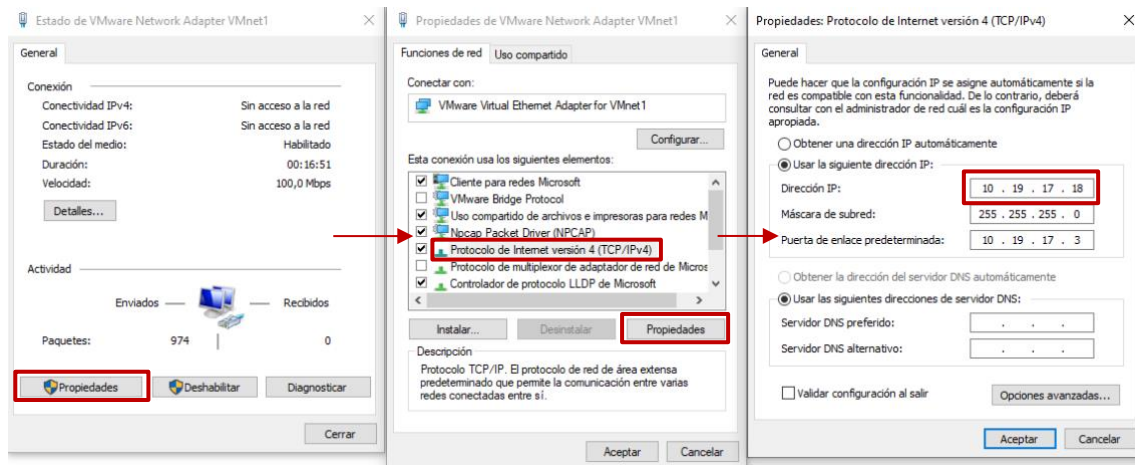 Estado de VMware Network Adapter VMnet1
General
Conexión
Conectividad IPv4: Sin acceso a la red
Conectividad IPv6: Sin acceso a la red
Estado del medio: Habilitado
Duración: 00:16:51
Velocidad: 100,0 Mbps
Detalles...
Actividad
Enviados Recibidos
Paquetes: 974 0
Propiedades Deshabilitar Diagnosticar
Cerrar
Propiedades de VMware Network Adapter VMnet1
Funciones de red Uso compartido
Conectar con:
VMware Virtual Ethernet Adapter for VMnet1
Configurar...
Esta conexión usa los siguientes elementos:
Cliente para redes Microsoft
VMware Bridge Protocol
Uso compartido de archivos e impresoras para redes M
Npcap Packet Driver (NPCAP)
Protocolo de Internet versión 4 (TCP/IPv4)
Protocolo de multiplexor de adaptador de red de Micros
Controlador de protocolo LLDP de Microsoft
Instalar... Desinstalar Propiedades
Descripción
Protocolo TCP/IP. El protocolo de red de área extensa
predeterminado que permite la comunicación entre varias
redes conectadas entre sí.
Aceptar Cancelar
Propiedades: Protocolo de Internet versión 4 (TCP/IPv4)
General
Puede hacer que la configuración IP se asigne automáticamente si la
red es compatible con esta funcionalidad. De lo contrario, deberá
consultar con el administrador de red cuál es la configuración IP
apropiada.
Obtener una dirección IP automáticamente
Usar la siguiente dirección IP:
Dirección IP: 10 . 19 . 17 . 18
Máscara de subred: 255 . 255 . 255 . 0
Puerta de enlace predeterminada: 10 . 19 . 17 . 3
Obtener la dirección del servidor DNS automáticamente
Usar las siguientes direcciones de servidor DNS:
Servidor DNS preferido: . . .
Servidor DNS alternativo: . . .
Validar configuración al salir Opciones avanzadas...
Aceptar Cancelar